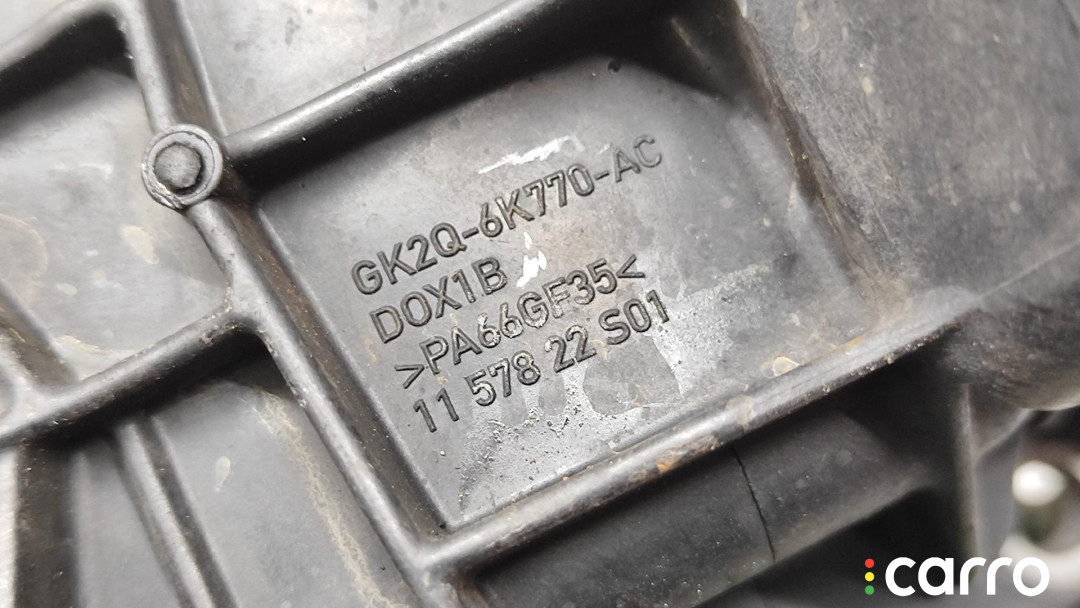 GK2Q-6K770-AC
DOX1B
>PA66GF35<
11 578 22 S01
carro